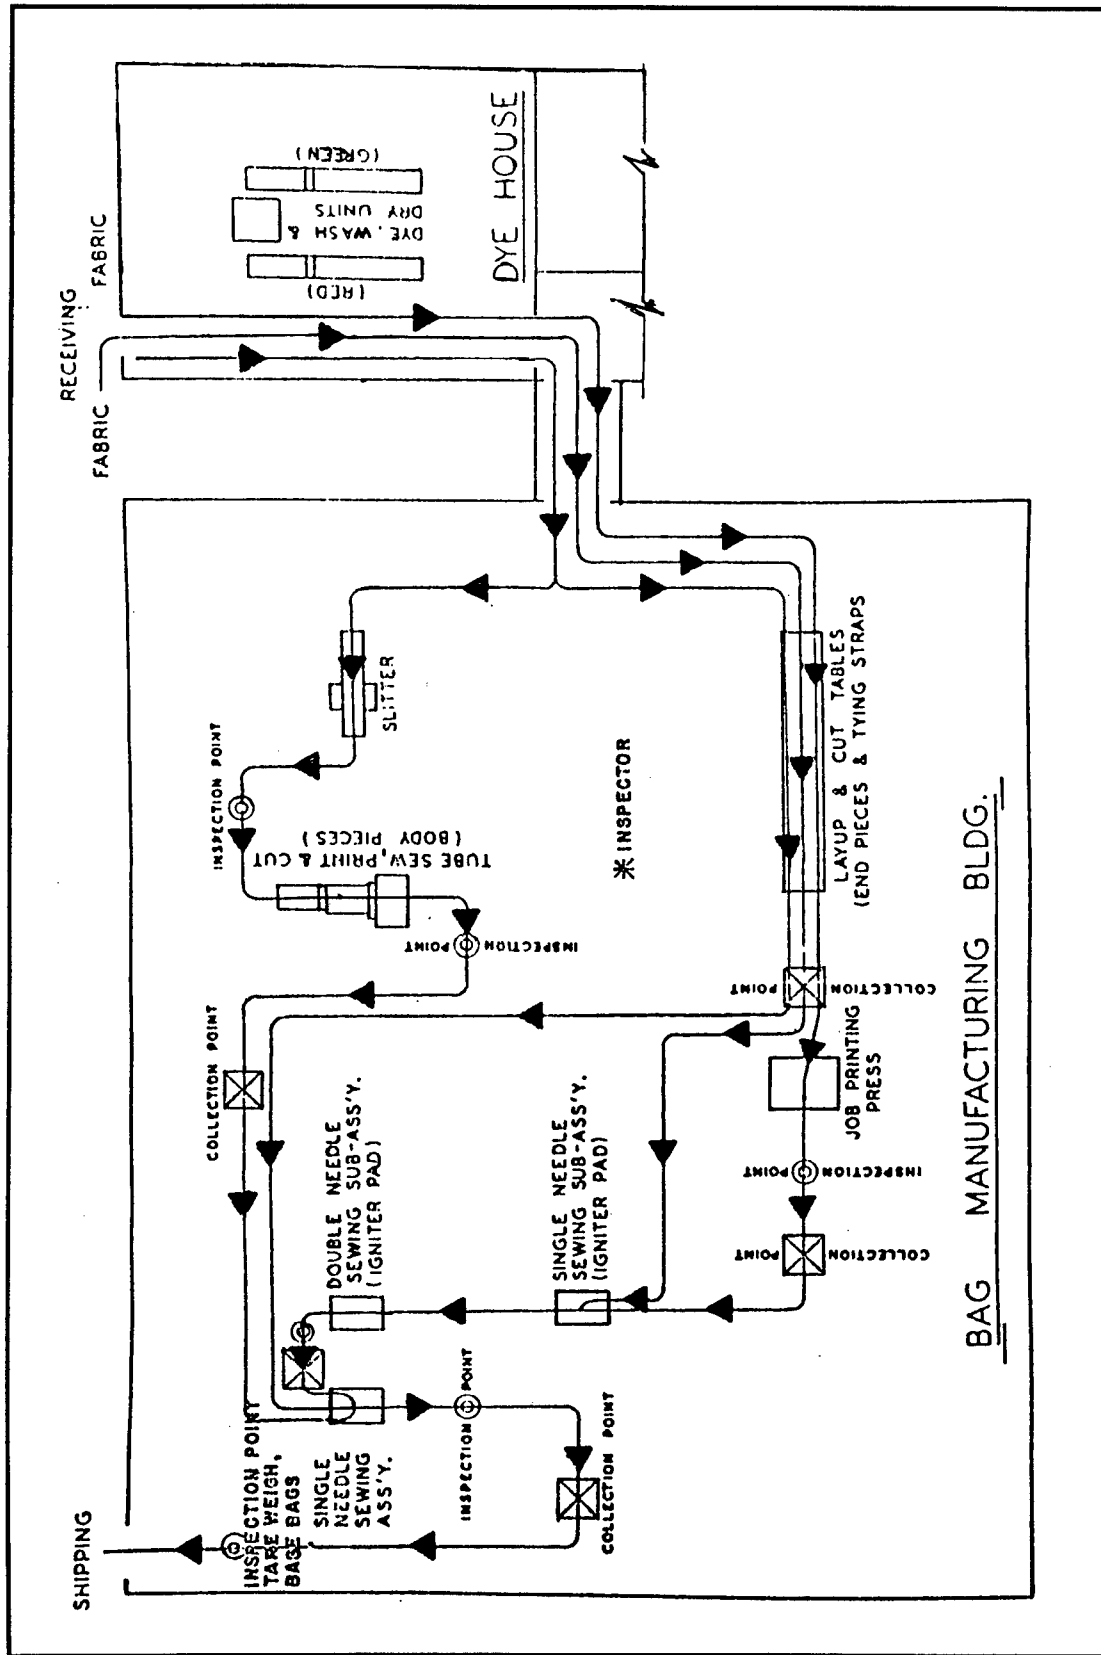 RECEIVING
FABRIC
FABRIC
(GREEN)
DYE, WASH &
DRY UNITS
(RED)
DYE HOUSE
SLITTER
INSPECTION POINT
TUBE SEW, PRINT & CUT
(BODY PIECES)
INSPECTION
POINT
✳ INSPECTOR
LAYUP & CUT TABLES
(END PIECES & TYING STRAPS
COLLECTION
POINT
COLLECTION POINT
JOB PRINTING
PRESS
INSPECTION
POINT
COLLECTION
POINT
SINGLE NEEDLE
SEWING SUB-ASS'Y.
(IGNITER PAD)
DOUBLE NEEDLE
SEWING SUB-ASS'Y.
(IGNITER PAD)
SINGLE
NEEDLE
SEWING
ASS'Y.
INSPECTION POINT
COLLECTION POINT
INSPECTION POINT
TARE WEIGH,
BAGE BAGS
SHIPPING
BAG MANUFACTURING BLDG.